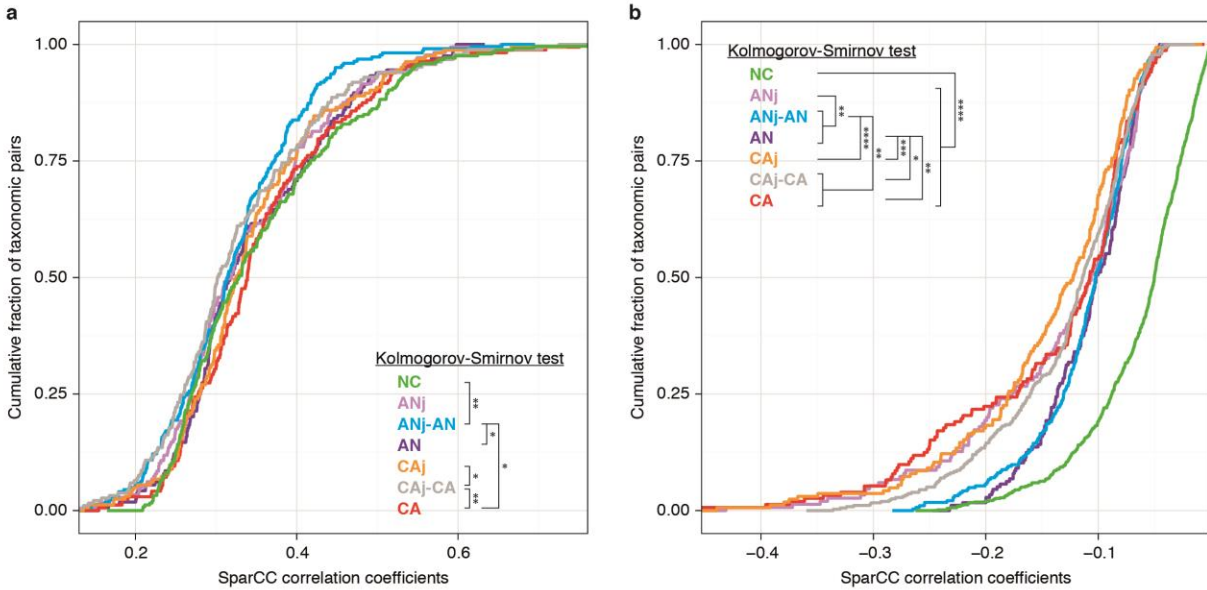 a
1.00
0.75
0.50
0.25
0.00
Cumulative fraction of taxonomic pairs
0.2 0.4 0.6
SparCC correlation coefficients
Kolmogorov-Smirnov test
NC
ANj
ANj-AN
AN
CAj
CAj-CA
CA
**
*
*
*
**
b
1.00
0.75
0.50
0.25
0.00
Cumulative fraction of taxonomic pairs
−0.4 −0.3 −0.2 −0.1
SparCC correlation coefficients
Kolmogorov-Smirnov test
NC
ANj
ANj-AN
AN
CAj
CAj-CA
CA
**
****
**
***
*
**
****